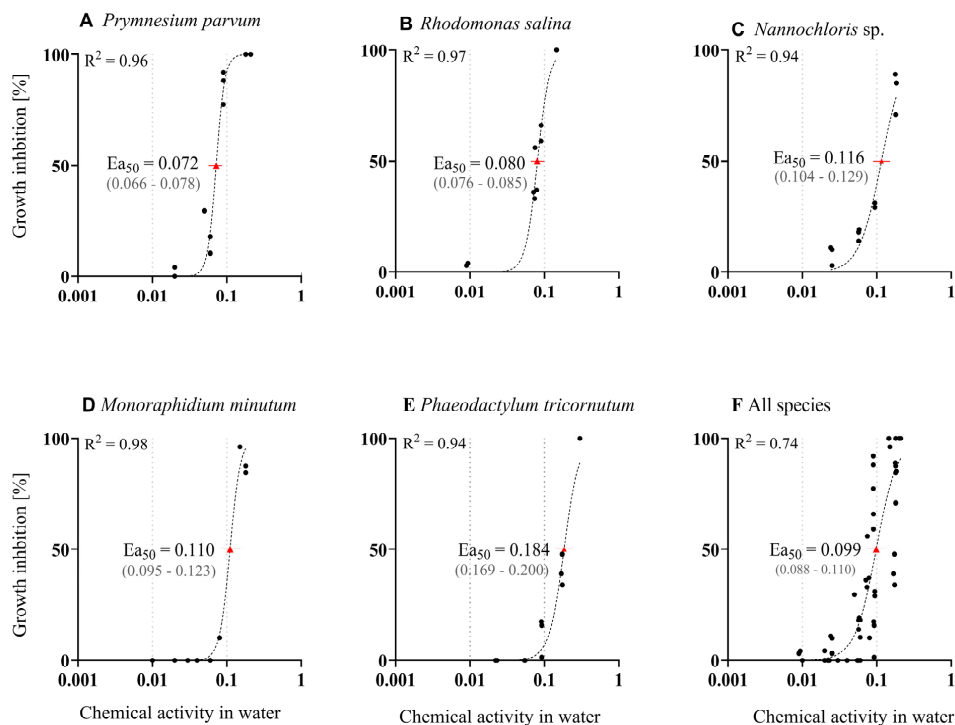 A Prymnesium parvum
R² = 0.96
Ea₅₀ = 0.072
(0.066 - 0.078)
Growth inhbition [%]
100
50
0
0.001 0.01 0.1 1
B Rhodomonas salina
R² = 0.97
Ea₅₀ = 0.080
(0.076 - 0.085)
100
50
0
0.001 0.01 0.1 1
C Nannochloris sp.
R² = 0.94
Ea₅₀ = 0.116
(0.104 - 0.129)
100
50
0
0.001 0.01 0.1 1
D Monoraphidium minutum
R² = 0.98
Ea₅₀ = 0.110
(0.095 - 0.123)
Growth inhbition [%]
100
50
0
0.001 0.01 0.1 1
Chemical activity in water
E Phaeodactylum tricornutum
R² = 0.94
Ea₅₀ = 0.184
(0.169 - 0.200)
100
50
0
0.001 0.01 0.1 1
Chemical activity in water
F All species
R² = 0.74
Ea₅₀ = 0.099
(0.088 - 0.110)
100
50
0
0.001 0.01 0.1 1
Chemical activity in water